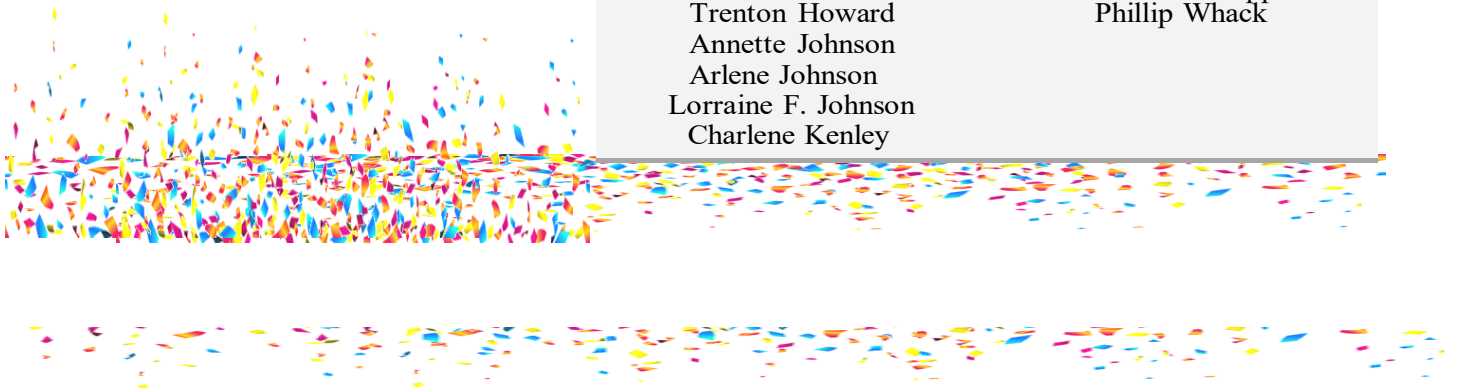 Trenton Howard
Annette Johnson
Arlene Johnson
Lorraine F. Johnson
Charlene Kenley
Phillip Whack